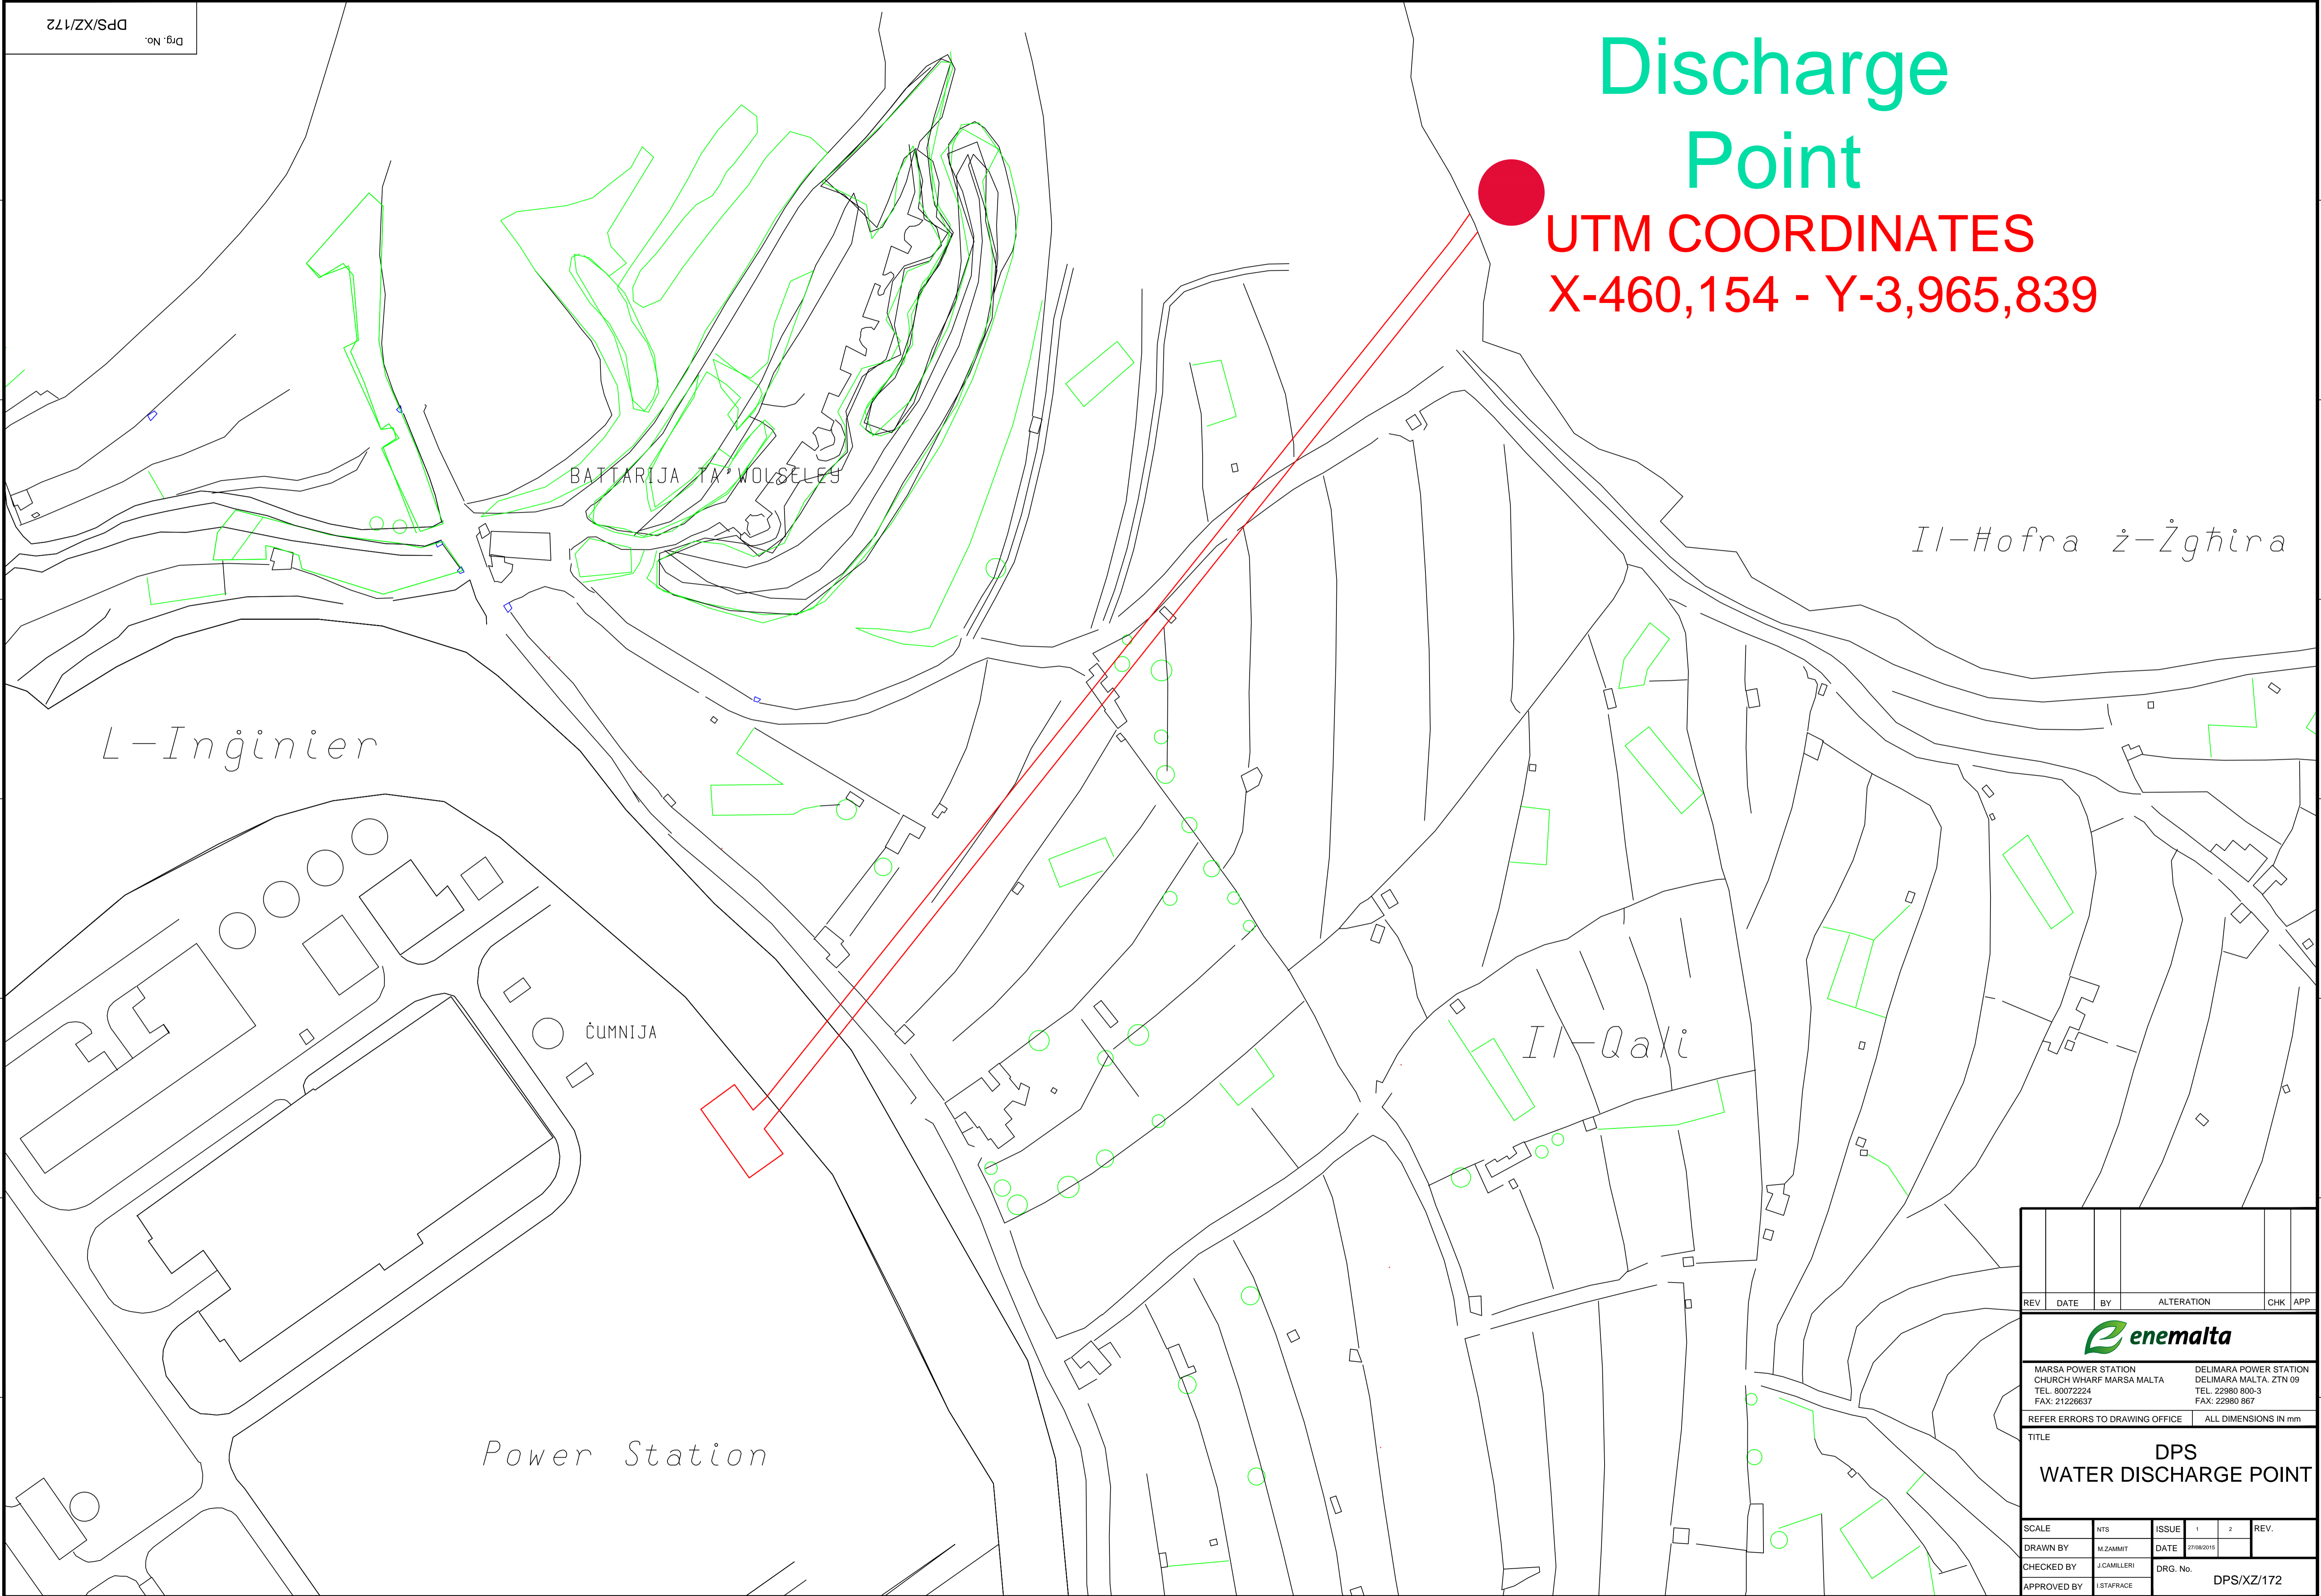 Drg. No.
DPS/XZ/172
Discharge
Point
UTM COORDINATES
X-460,154 - Y-3,965,839
BATTARIJA TA' WOLSELEY
Il-Ħofra ż-Żgħira
L-Inġinier
ĊUMNIJA
Il-Qali
Power Station
REV DATE BY ALTERATION CHK APP
enemalta
MARSA POWER STATION
CHURCH WHARF MARSA MALTA
TEL. 80072224
FAX: 21226637
DELIMARA POWER STATION
DELIMARA MALTA. ZTN 09
TEL. 22980 800-3
FAX: 22980 867
REFER ERRORS TO DRAWING OFFICE ALL DIMENSIONS IN mm
TITLE
DPS
WATER DISCHARGE POINT
SCALE NTS ISSUE 1 2 REV.
DRAWN BY M.ZAMMIT DATE 27/08/2015
CHECKED BY J.CAMILLERI DRG. No.
APPROVED BY I.STAFRACE DPS/XZ/172